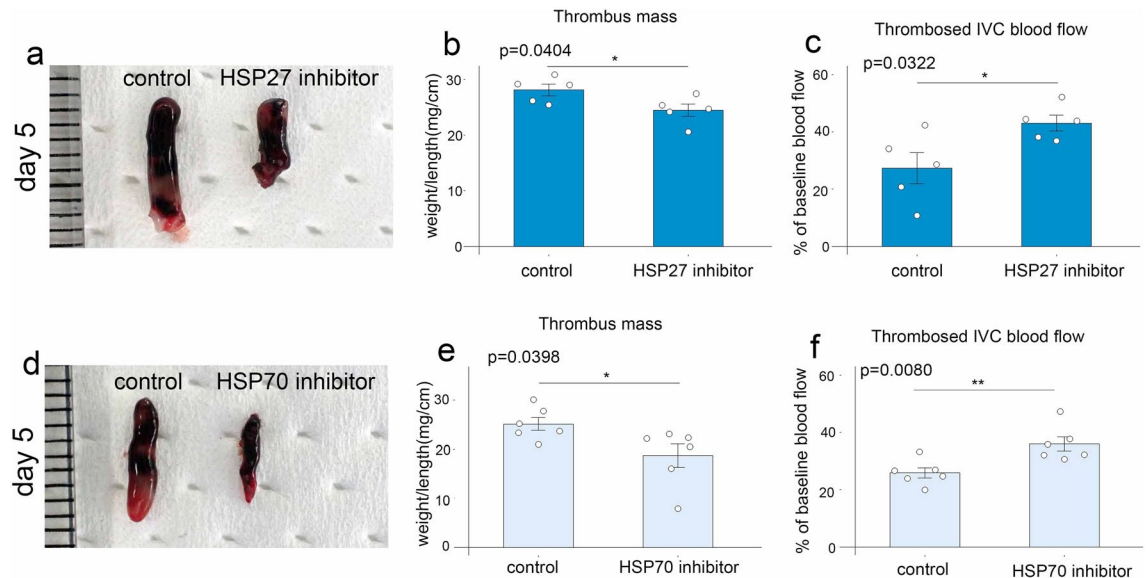 a
control HSP27 inhibitor
day 5
b
Thrombus mass
p=0.0404
*
weight/length(mg/cm)
30
20
10
0
control HSP27 inhibitor
c
Thrombosed IVC blood flow
p=0.0322
*
% of baseline blood flow
60
40
20
0
control HSP27 inhibitor
d
control HSP70 inhibitor
day 5
e
Thrombus mass
p=0.0398
*
weight/length(mg/cm)
30
20
10
0
control HSP70 inhibitor
f
Thrombosed IVC blood flow
p=0.0080
**
% of baseline blood flow
60
40
20
0
control HSP70 inhibitor